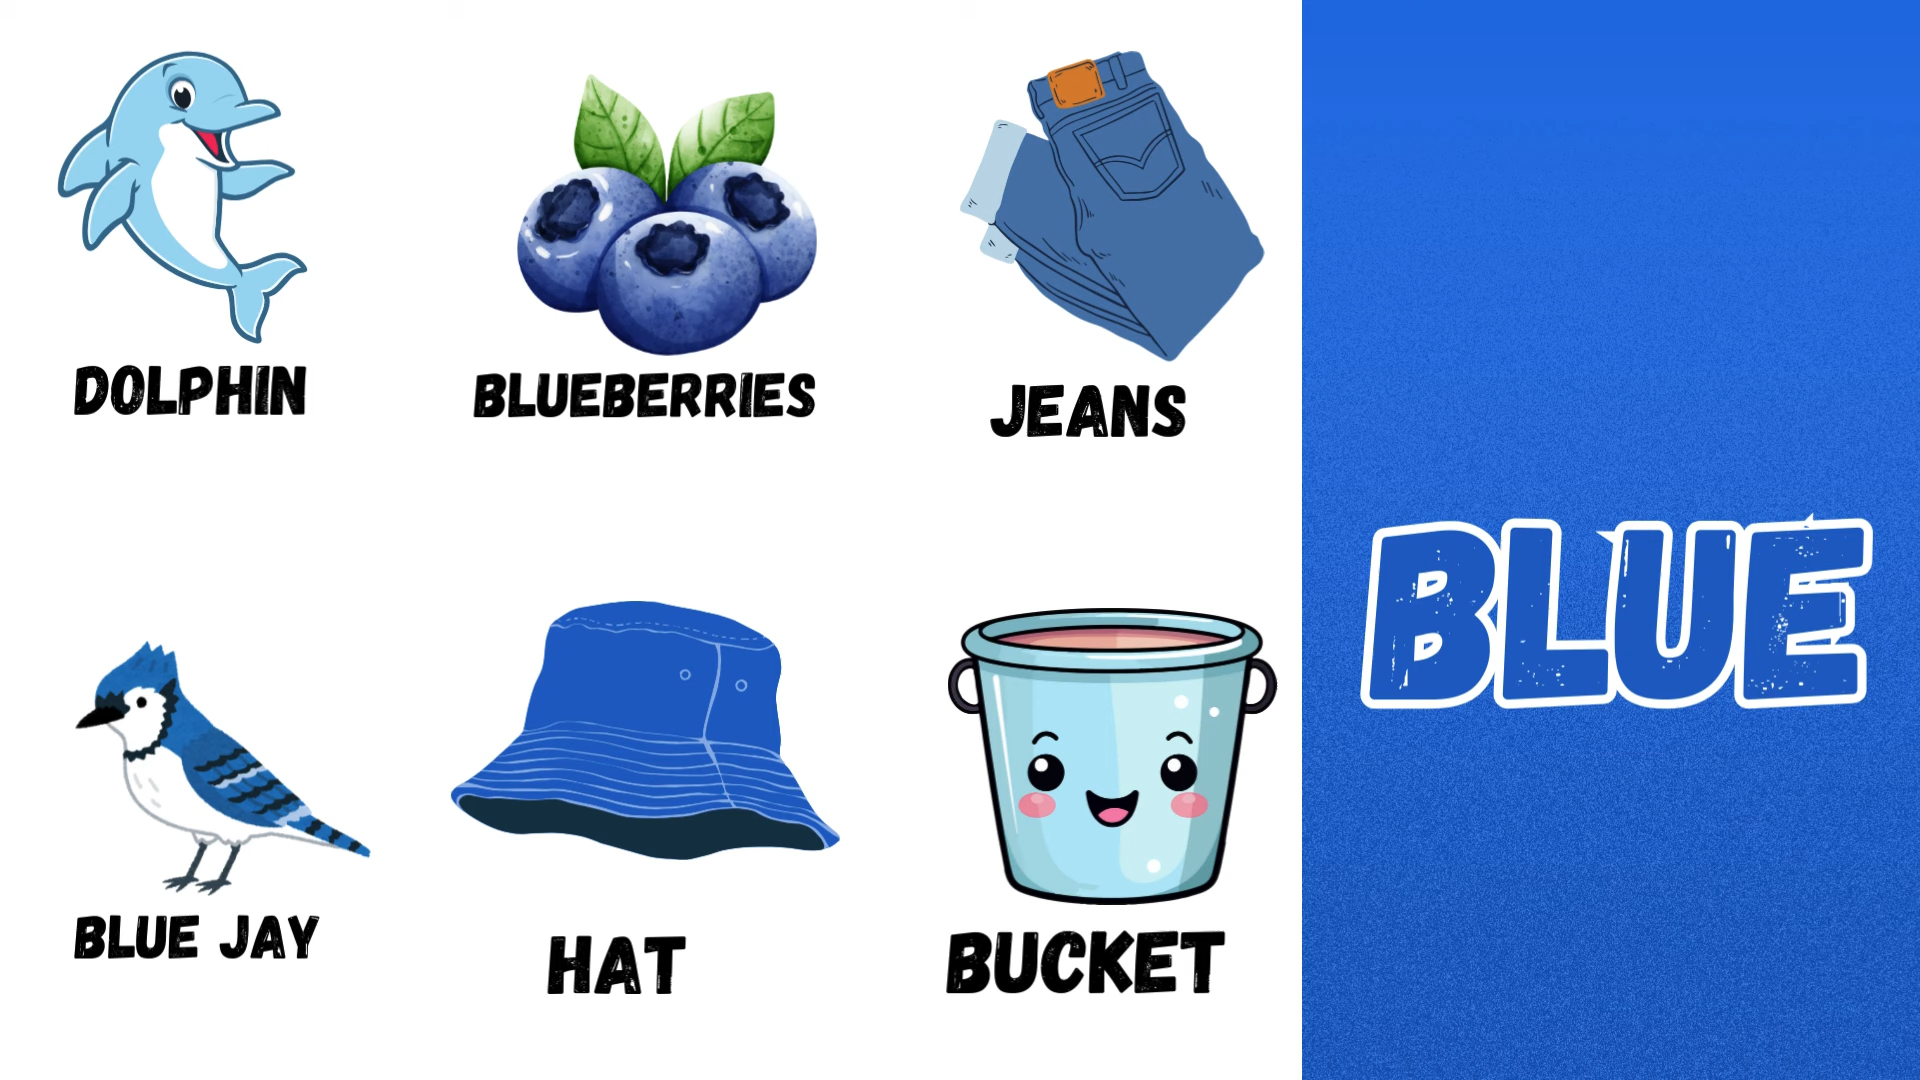 DOLPHIN
BLUEBERRIES
JEANS
BLUE JAY
HAT
BUCKET
BLUE